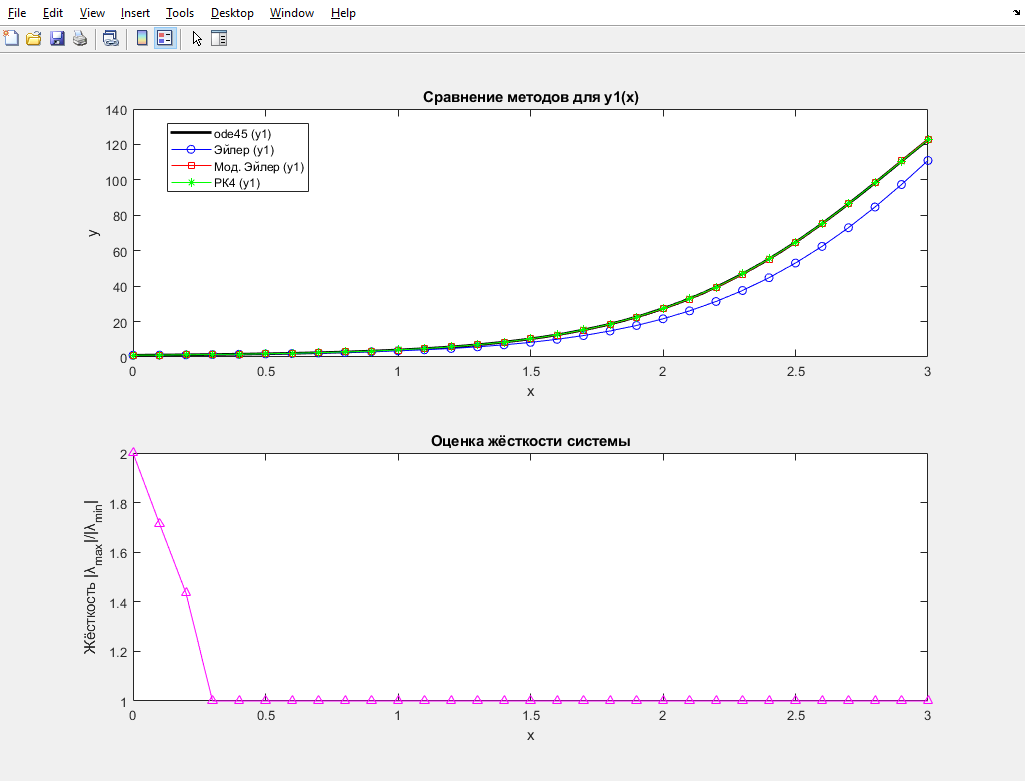 File Edit View Insert Tools Desktop Window Help
Сравнение методов для y1(x)
140
120
100
80
60
40
20
0
y
ode45 (y1)
Эйлер (y1)
Мод. Эйлер (y1)
РК4 (y1)
0 0.5 1 1.5 2 2.5 3
x
Оценка жёсткости системы
2
1.8
1.6
1.4
1.2
1
Жёсткость |λmax|/|λmin|
0 0.5 1 1.5 2 2.5 3
x